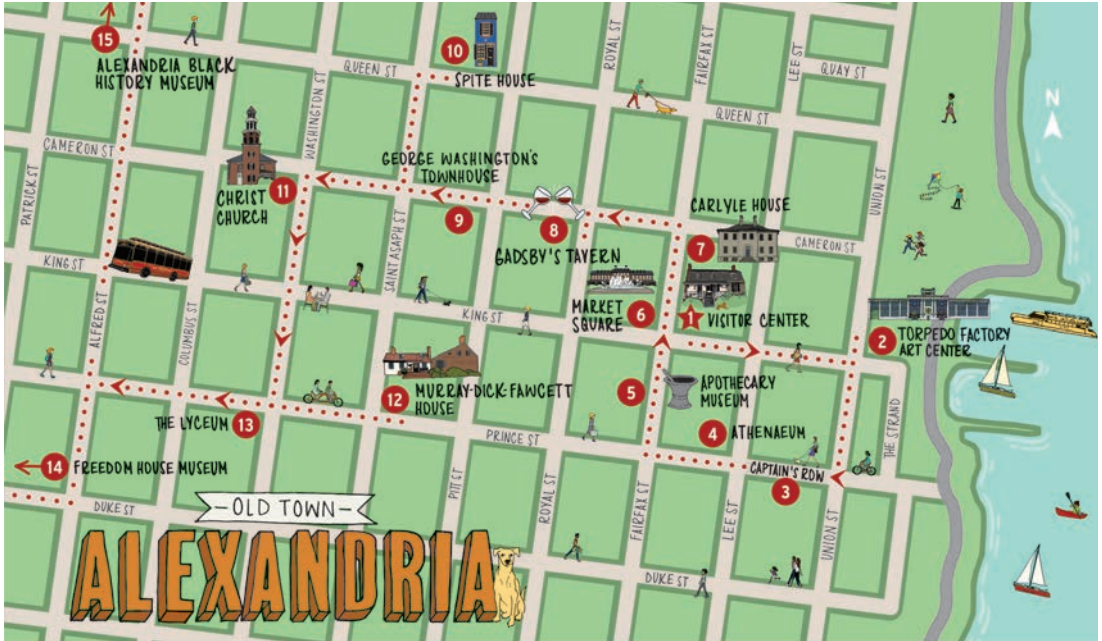 15
ALEXANDRIA BLACK
HISTORY MUSEUM
10
SPITE HOUSE
QUEEN ST
WASHINGTON ST
ROYAL ST
FAIRFAX ST
LEE ST
QUAY ST
QUEEN ST
N
CAMERON ST
PATRICK ST
CHRIST
CHURCH
11
GEORGE WASHINGTON'S
TOWNHOUSE
9
8
GADSBY'S TAVERN
CARLYLE HOUSE
7
CAMERON ST
UNION ST
KING ST
ALFRED ST
COLUMBUS ST
SAINT ASAPH ST
KING ST
MARKET
SQUARE
6
1
VISITOR CENTER
2
TORPEDO FACTORY
ART CENTER
12
MURRAY-DICK-FAWCETT
HOUSE
5
APOTHECARY
MUSEUM
4
ATHENAEUM
THE STRAND
THE LYCEUM
13
PRINCE ST
CAPTAIN'S ROW
3
14
FREEDOM HOUSE MUSEUM
DUKE ST
PITT ST
ROYAL ST
FAIRFAX ST
LEE ST
UNION ST
DUKE ST
-OLD TOWN-
ALEXANDRIA